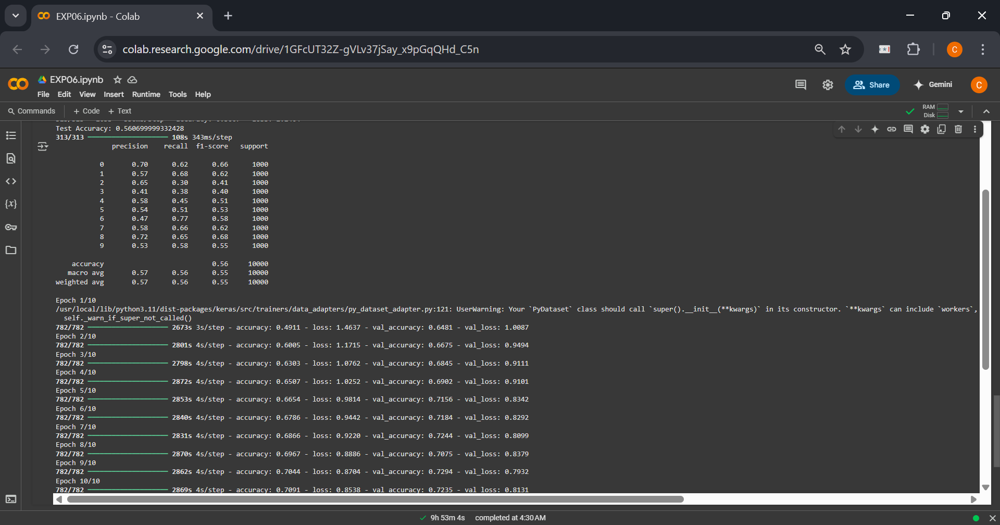 EXP06.ipynb - Colab
colab.research.google.com/drive/1GFcUT32Z-gVLv37jSay_x9pGqQHd_C5n
C
EXP06.ipynb
File Edit View Insert Runtime Tools Help
Share
Gemini
C
Commands + Code + Text
RAM
Disk
Test Accuracy: 0.560699999332428
313/313 108s 343ms/step
precision recall f1-score support
0 0.70 0.62 0.66 1000
1 0.57 0.68 0.62 1000
2 0.65 0.30 0.41 1000
3 0.41 0.38 0.40 1000
4 0.58 0.45 0.51 1000
5 0.54 0.51 0.53 1000
6 0.47 0.77 0.58 1000
7 0.58 0.66 0.62 1000
8 0.72 0.65 0.68 1000
9 0.53 0.58 0.55 1000
accuracy 0.56 10000
macro avg 0.57 0.56 0.55 10000
weighted avg 0.57 0.56 0.55 10000
Epoch 1/10
/usr/local/lib/python3.11/dist-packages/keras/src/trainers/data_adapters/py_dataset_adapter.py:121: UserWarning: Your `PyDataset` class should call `super().__init__(**kwargs)` in its constructor. `**kwargs` can include `workers`,
self._warn_if_super_not_called()
782/782 2673s 3s/step - accuracy: 0.4911 - loss: 1.4637 - val_accuracy: 0.6481 - val_loss: 1.0087
Epoch 2/10
782/782 2801s 4s/step - accuracy: 0.6005 - loss: 1.1715 - val_accuracy: 0.6675 - val_loss: 0.9494
Epoch 3/10
782/782 2798s 4s/step - accuracy: 0.6303 - loss: 1.0762 - val_accuracy: 0.6845 - val_loss: 0.9111
Epoch 4/10
782/782 2872s 4s/step - accuracy: 0.6507 - loss: 1.0252 - val_accuracy: 0.6902 - val_loss: 0.9101
Epoch 5/10
782/782 2853s 4s/step - accuracy: 0.6654 - loss: 0.9814 - val_accuracy: 0.7156 - val_loss: 0.8342
Epoch 6/10
782/782 2840s 4s/step - accuracy: 0.6786 - loss: 0.9442 - val_accuracy: 0.7184 - val_loss: 0.8292
Epoch 7/10
782/782 2831s 4s/step - accuracy: 0.6866 - loss: 0.9220 - val_accuracy: 0.7244 - val_loss: 0.8099
Epoch 8/10
782/782 2870s 4s/step - accuracy: 0.6967 - loss: 0.8886 - val_accuracy: 0.7075 - val_loss: 0.8379
Epoch 9/10
782/782 2862s 4s/step - accuracy: 0.7044 - loss: 0.8704 - val_accuracy: 0.7294 - val_loss: 0.7932
Epoch 10/10
782/782 2869s 4s/step - accuracy: 0.7091 - loss: 0.8538 - val_accuracy: 0.7235 - val_loss: 0.8131
9h 53m 4s completed at 4:30 AM